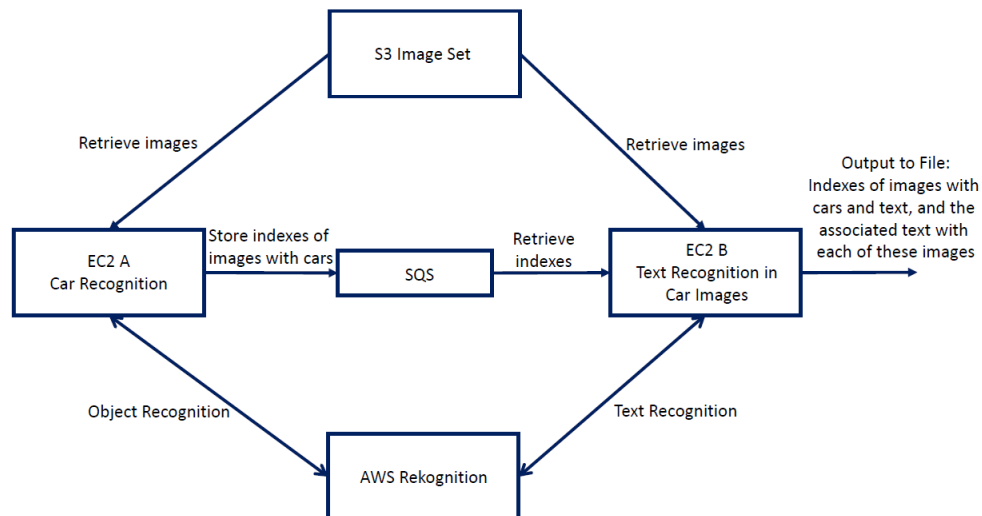 S3 Image Set
Retrieve images
Retrieve images
Output to File:
Indexes of images with
cars and text, and the
associated text with
each of these images
EC2 A
Car Recognition
Store indexes of
images with cars
SQS
Retrieve
indexes
EC2 B
Text Recognition in
Car Images
Object Recognition
Text Recognition
AWS Rekognition